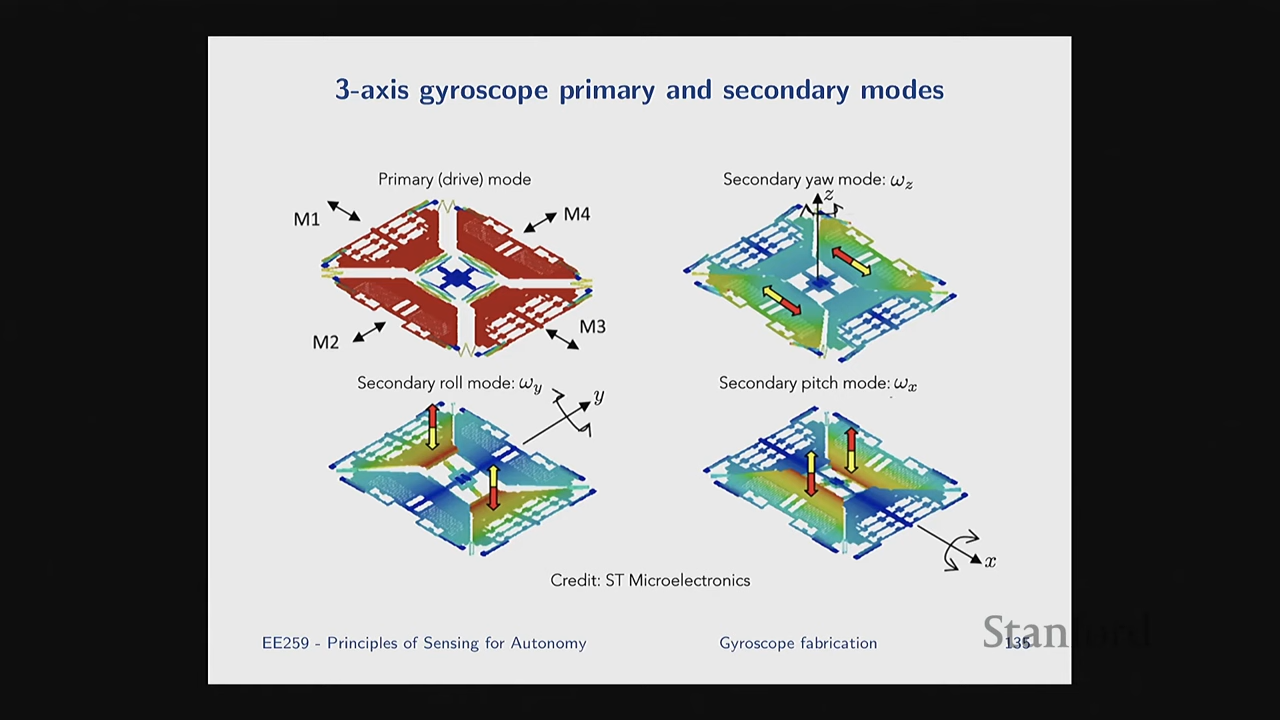 3-axis gyroscope primary and secondary modes
Primary (drive) mode
M1
M4
M2
M3
Secondary yaw mode: ωz
z
Secondary roll mode: ωy
y
Secondary pitch mode: ωx
x
Credit: ST Microelectronics
EE259 - Principles of Sensing for Autonomy
Gyroscope fabrication
135
Stanford